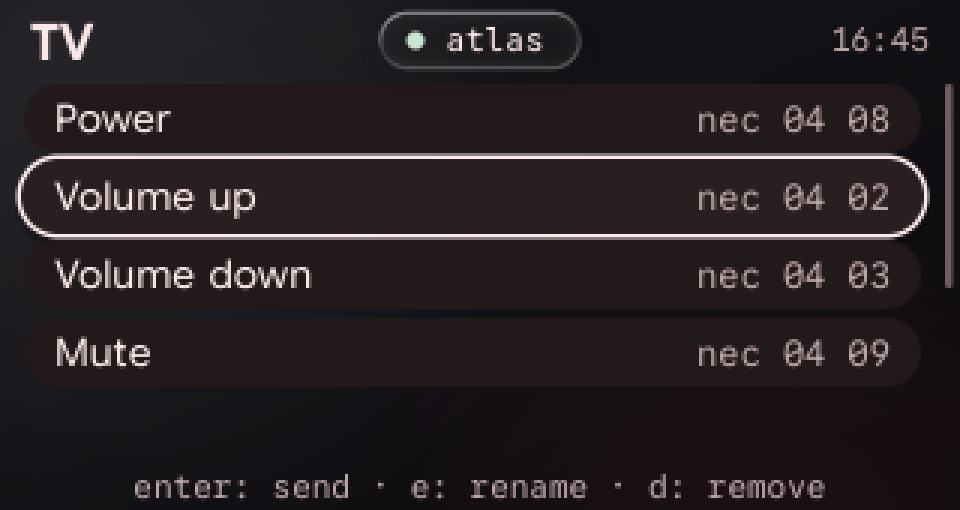 TV
atlas
16:45
Power nec 04 08
Volume up nec 04 02
Volume down nec 04 03
Mute nec 04 09
enter: send · e: rename · d: remove